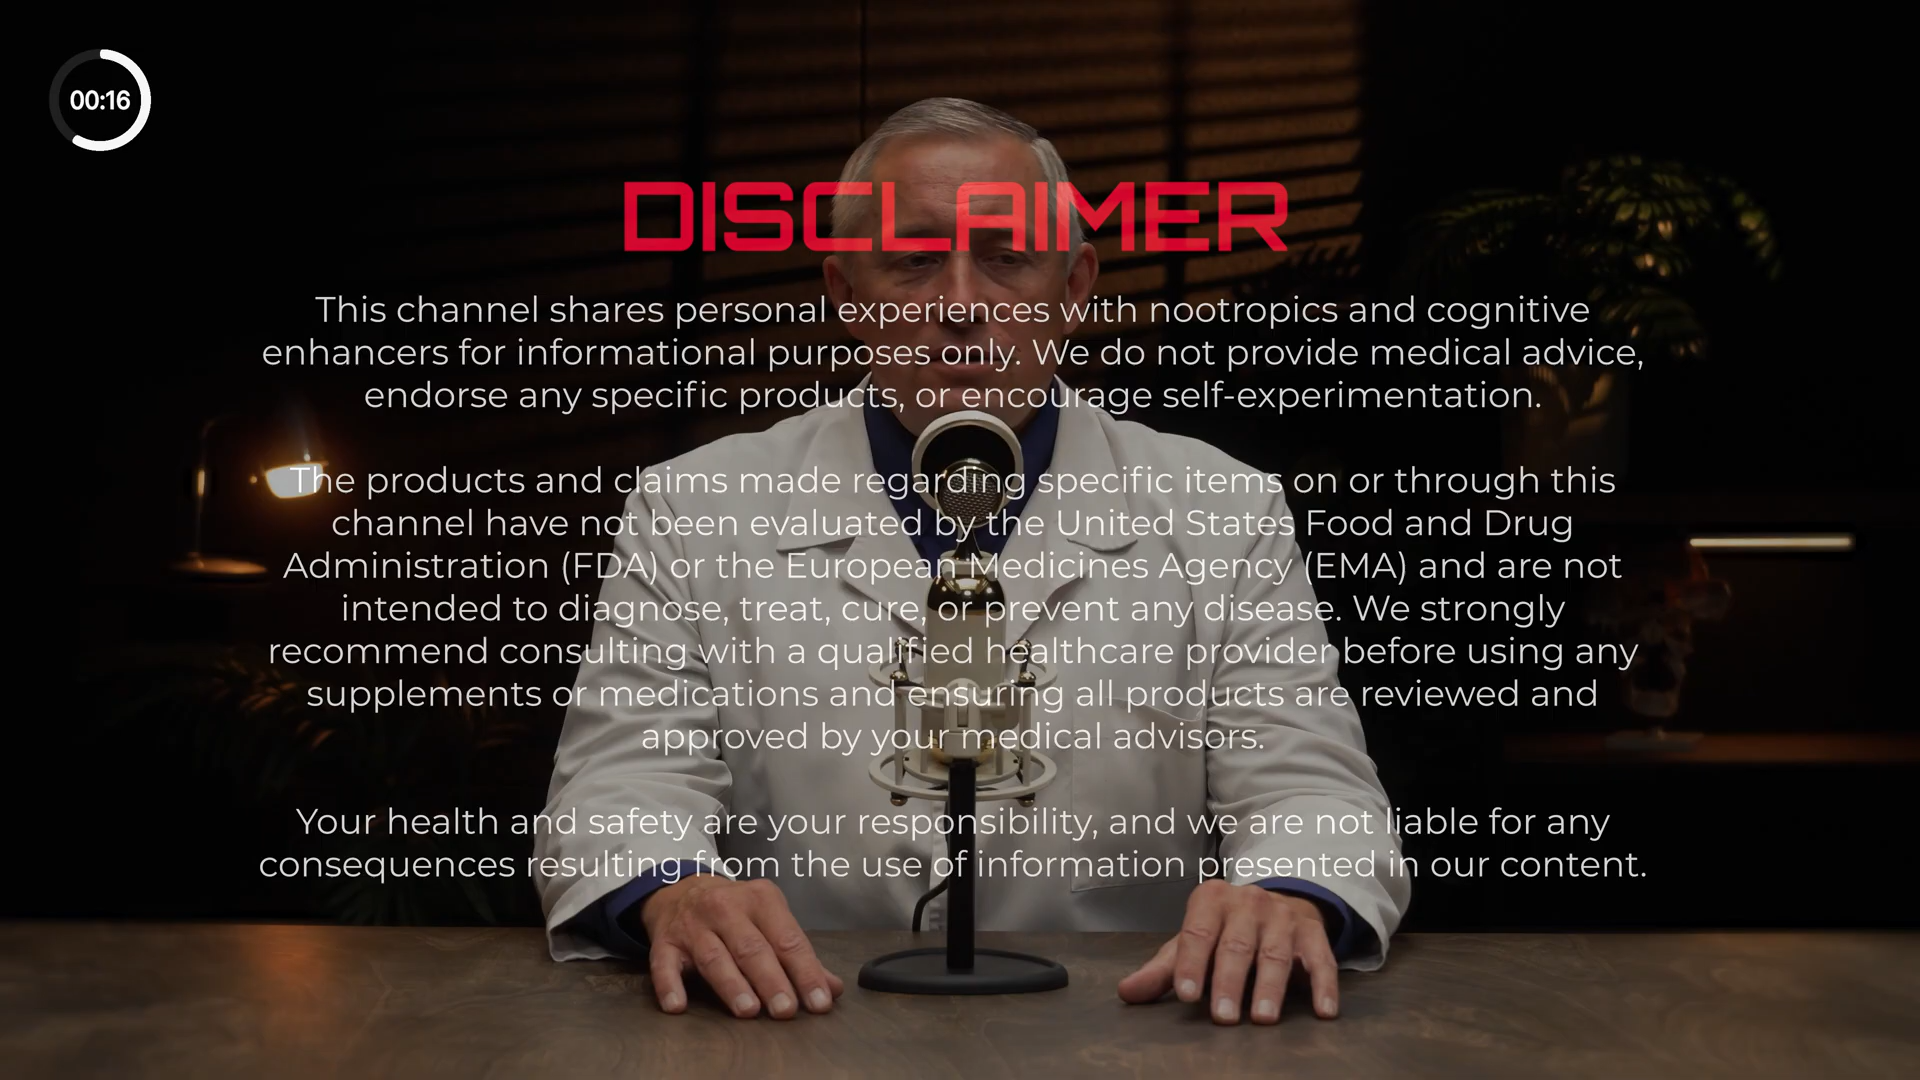 00:16
DISCLAIMER
This channel shares personal experiences with nootropics and cognitive
enhancers for informational purposes only. We do not provide medical advice,
endorse any specific products, or encourage self-experimentation.
The products and claims made regarding specific items on or through this
channel have not been evaluated by the United States Food and Drug
Administration (FDA) or the European Medicines Agency (EMA) and are not
intended to diagnose, treat, cure, or prevent any disease. We strongly
recommend consulting with a qualified healthcare provider before using any
supplements or medications and ensuring all products are reviewed and
approved by your medical advisors.
Your health and safety are your responsibility, and we are not liable for any
consequences resulting from the use of information presented in our content.